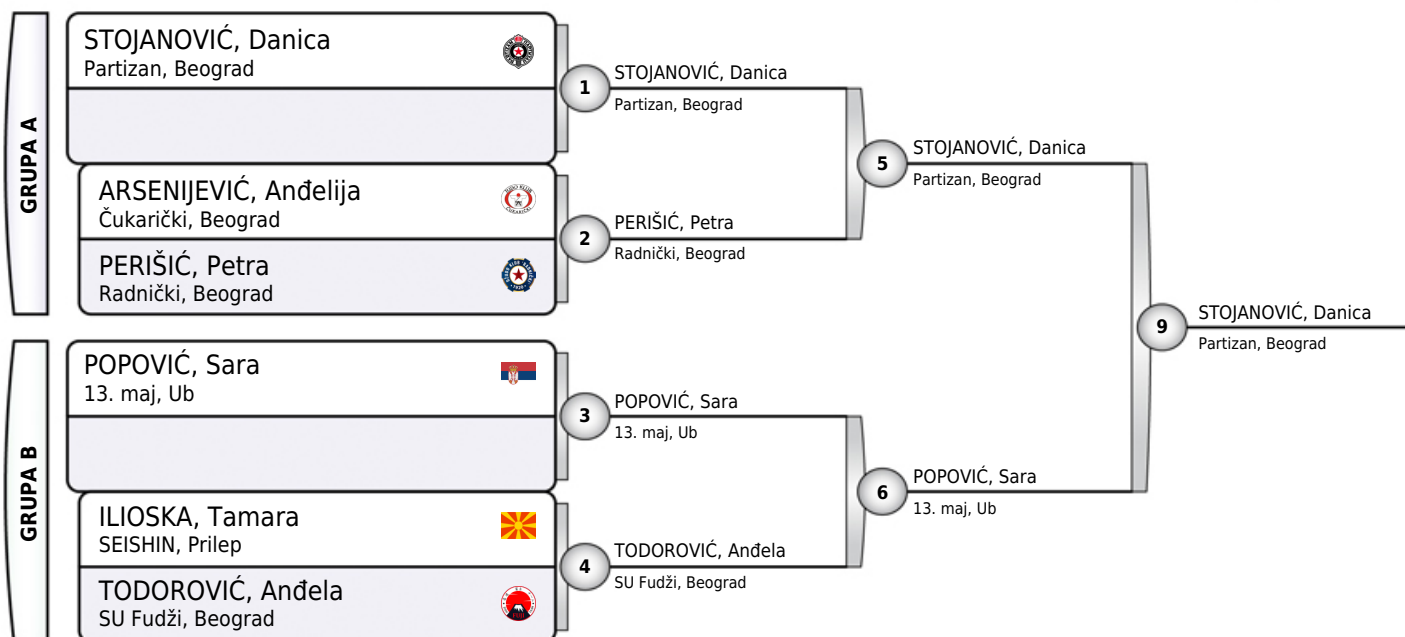 GRUPA A
STOJANOVIĆ, Danica
Partizan, Beograd
ARSENIJEVIĆ, Anđelija
Čukarički, Beograd
PERIŠIĆ, Petra
Radnički, Beograd
1
STOJANOVIĆ, Danica
Partizan, Beograd
2
PERIŠIĆ, Petra
Radnički, Beograd
5
STOJANOVIĆ, Danica
Partizan, Beograd
GRUPA B
POPOVIĆ, Sara
13. maj, Ub
ILIOSKA, Tamara
SEISHIN, Prilep
TODOROVIĆ, Anđela
SU Fudži, Beograd
3
POPOVIĆ, Sara
13. maj, Ub
4
TODOROVIĆ, Anđela
SU Fudži, Beograd
6
POPOVIĆ, Sara
13. maj, Ub
9
STOJANOVIĆ, Danica
Partizan, Beograd